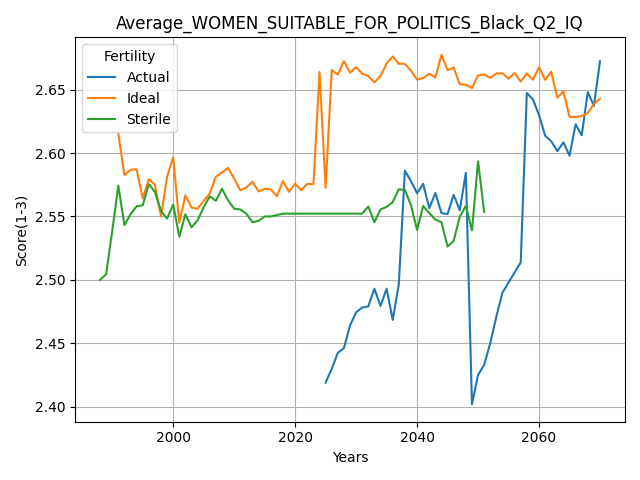 Average_WOMEN_SUITABLE_FOR_POLITICS_Black_Q2_IQ
Fertility
Actual
Ideal
Sterile
Score(1-3)
2.65
2.60
2.55
2.50
2.45
2.40
2000
2020
2040
2060
Years